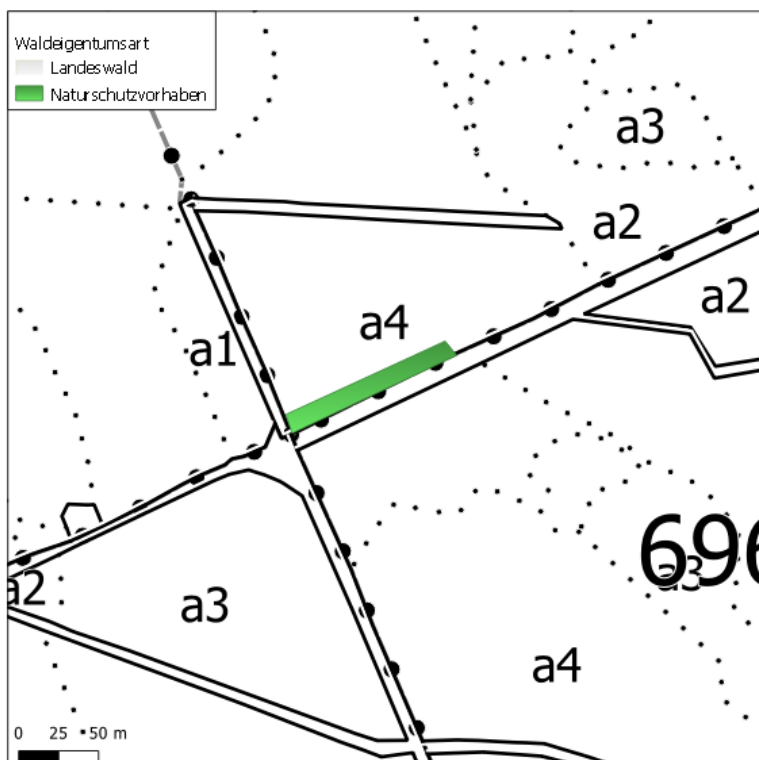 Waldeigentumsart
Landeswald
Naturschutzvorhaben
a3
a2
a2
a4
a1
696
a3
a2
a3
a4
0 25 50 m